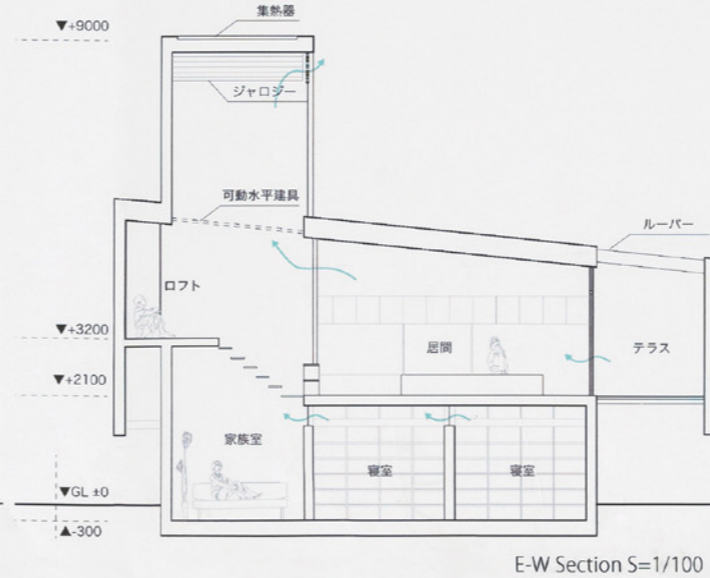 集熱器
▼+9000
ジャロジー
可動水平建具
ルーバー
ロフト
▼+3200
居間
テラス
▼+2100
家族室
寝室
寝室
▼GL ±0
▲-300
E-W Section S=1/100